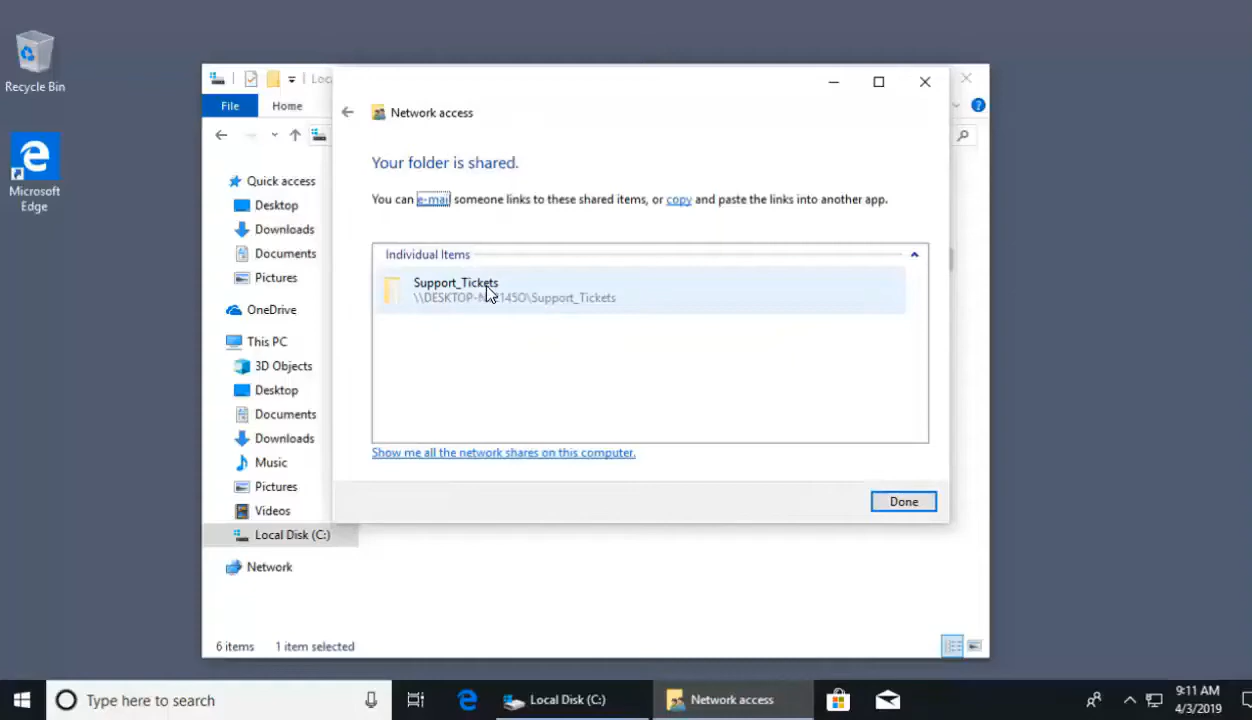 Recycle Bin
Microsoft
Edge
Loc
File
Home
Quick access
Desktop
Downloads
Documents
Pictures
OneDrive
This PC
3D Objects
Desktop
Documents
Downloads
Music
Pictures
Videos
Local Disk (C:)
Network
6 items 1 item selected
Network access
Your folder is shared.
You can e-mail someone links to these shared items, or copy and paste the links into another app.
Individual Items
Support_Tickets
\Support_Tickets
Show me all the network shares on this computer.
Done
Type here to search
Local Disk (C:)
Network access
9:11 AM
4/3/2019